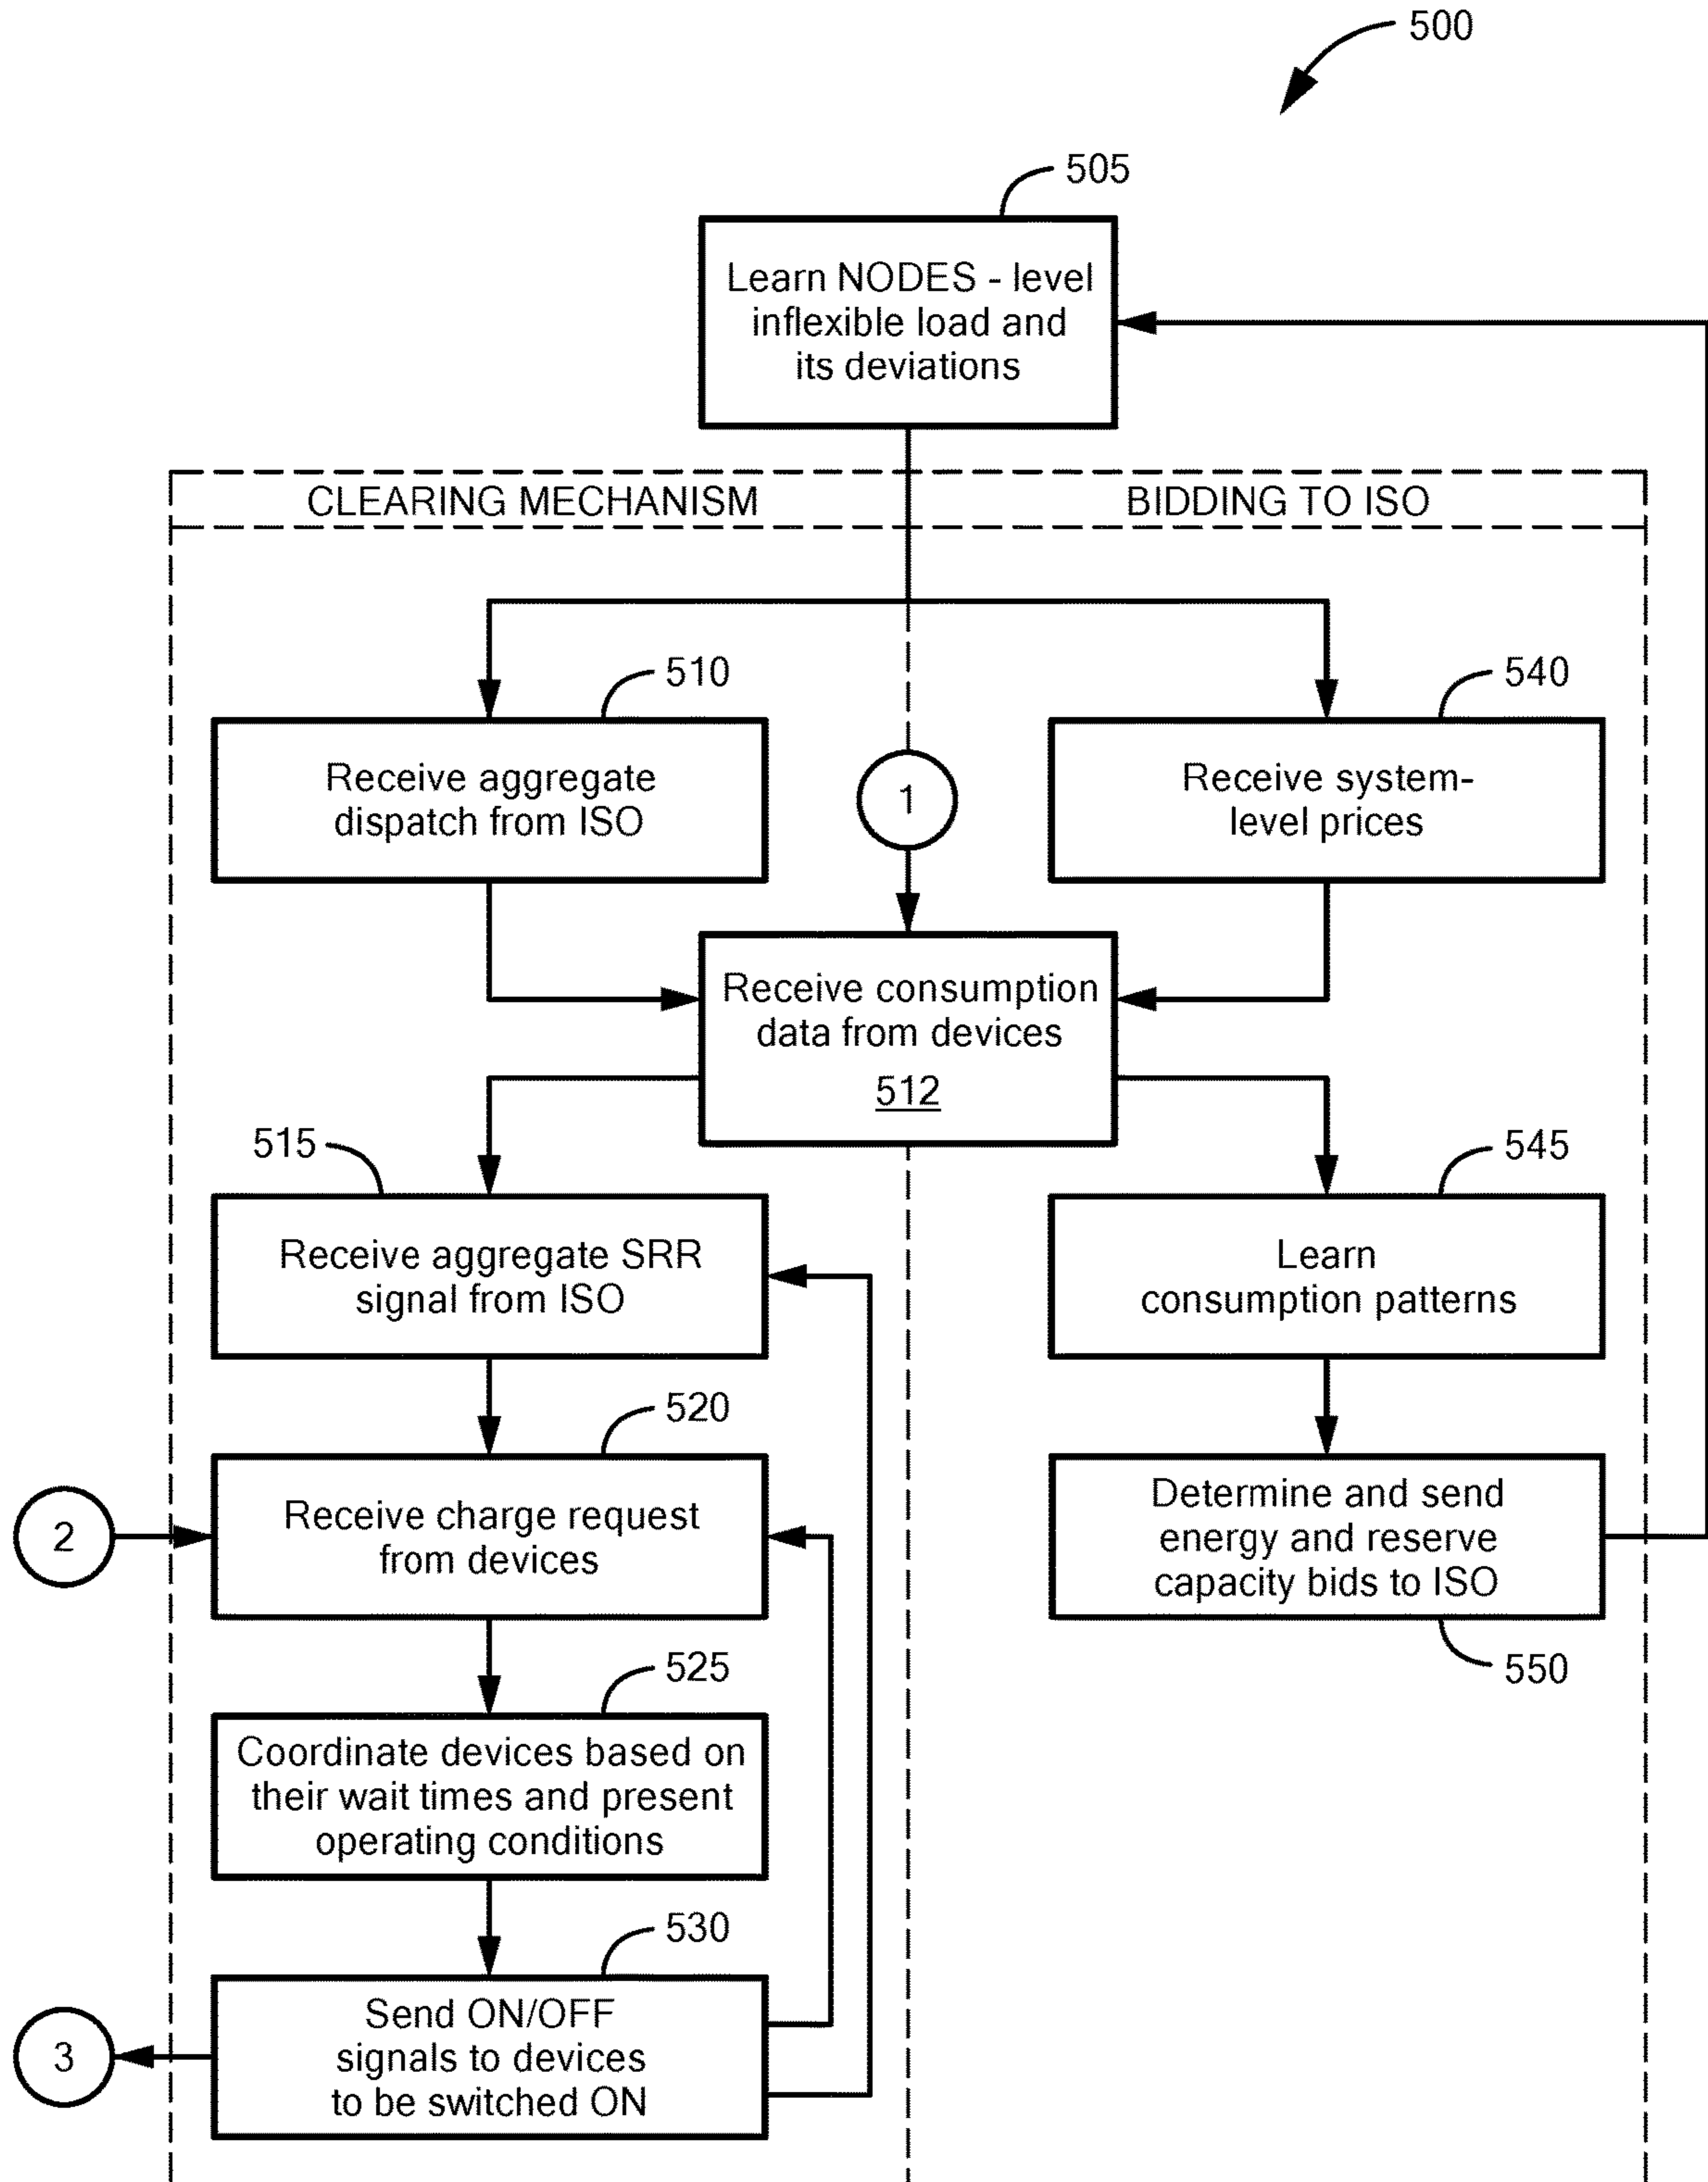 500
505
Learn NODES - level
inflexible load and
its deviations
CLEARING MECHANISM
BIDDING TO ISO
510
Receive aggregate
dispatch from ISO
1
540
Receive system-
level prices
Receive consumption
data from devices
512
515
Receive aggregate SRR
signal from ISO
545
Learn
consumption patterns
520
2
Receive charge request
from devices
Determine and send
energy and reserve
capacity bids to ISO
550
525
Coordinate devices based on
their wait times and present
operating conditions
530
3
Send ON/OFF
signals to devices
to be switched ON